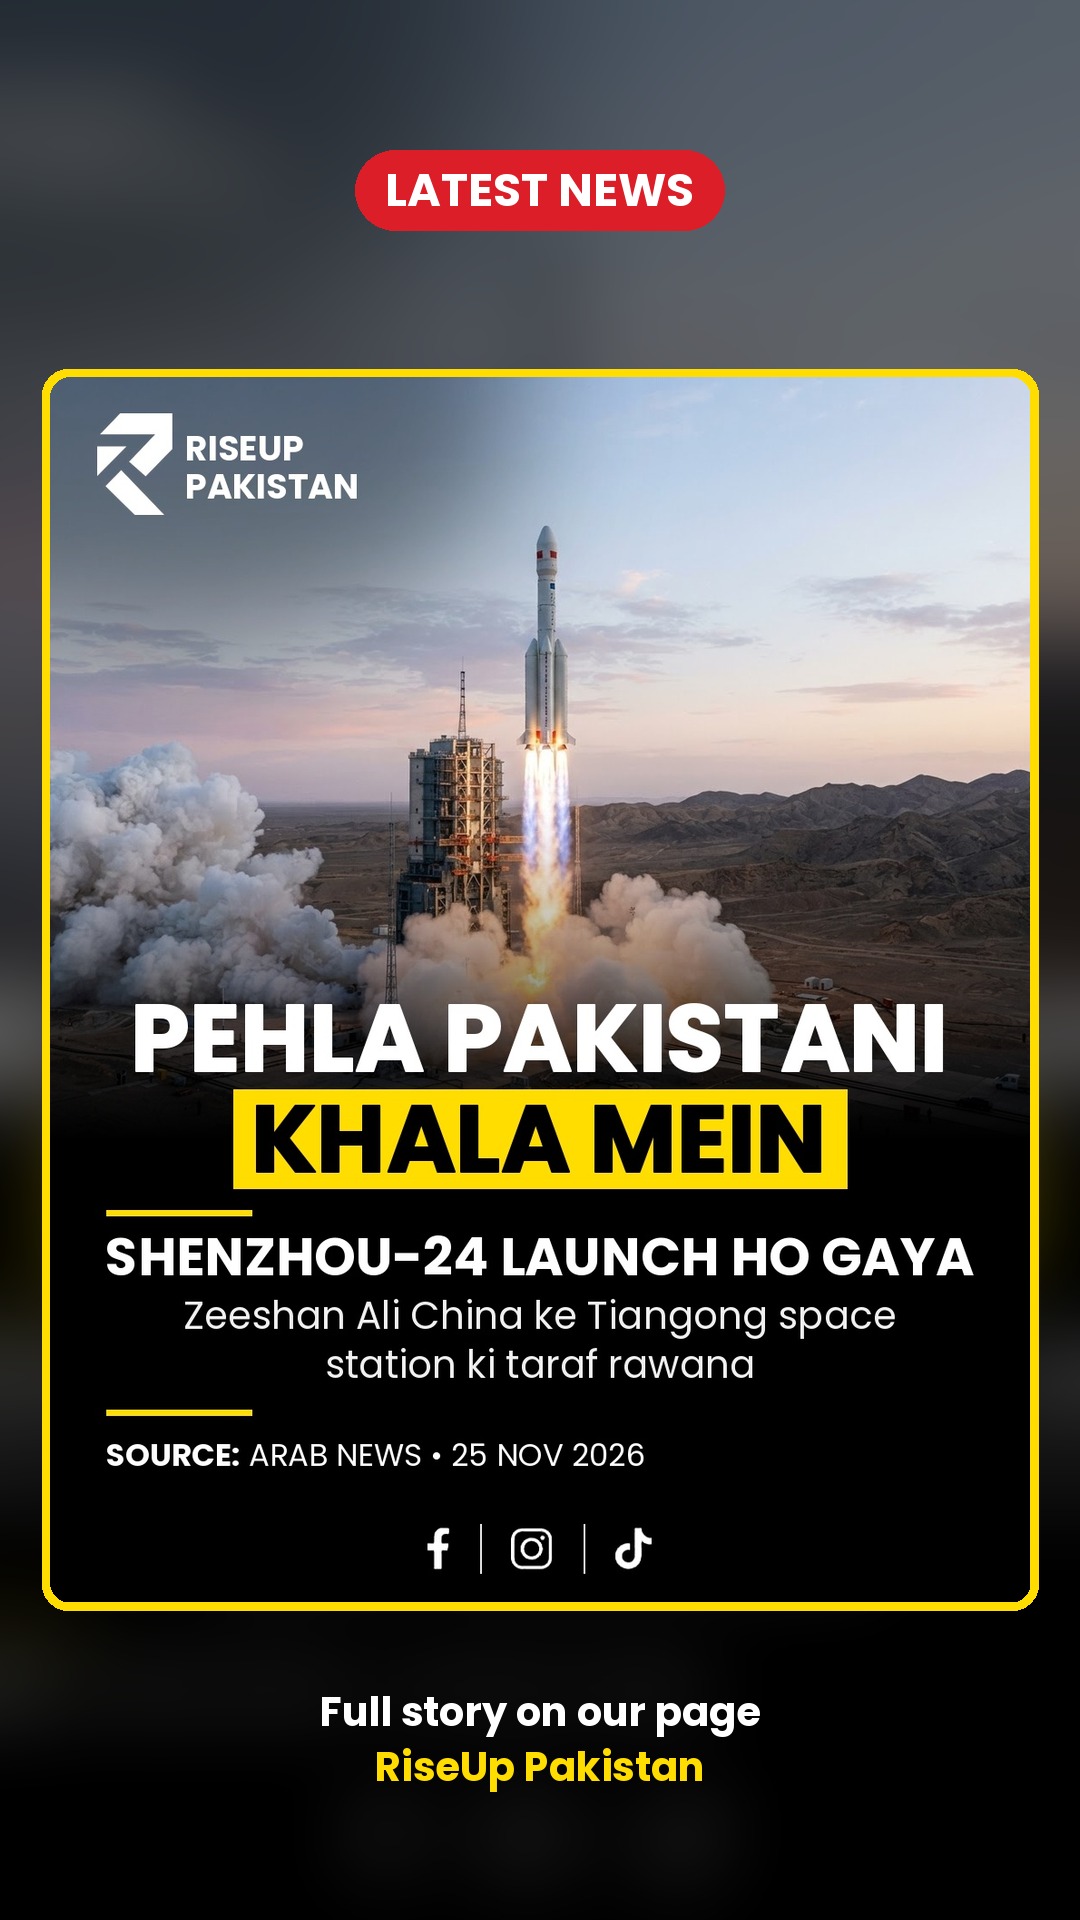 LATEST NEWS
RISEUP
PAKISTAN
PEHLA PAKISTANI
KHALA MEIN
SHENZHOU-24 LAUNCH HO GAYA
Zeeshan Ali China ke Tiangong space
station ki taraf rawana
SOURCE: ARAB NEWS • 25 NOV 2026
Full story on our page
RiseUp Pakistan